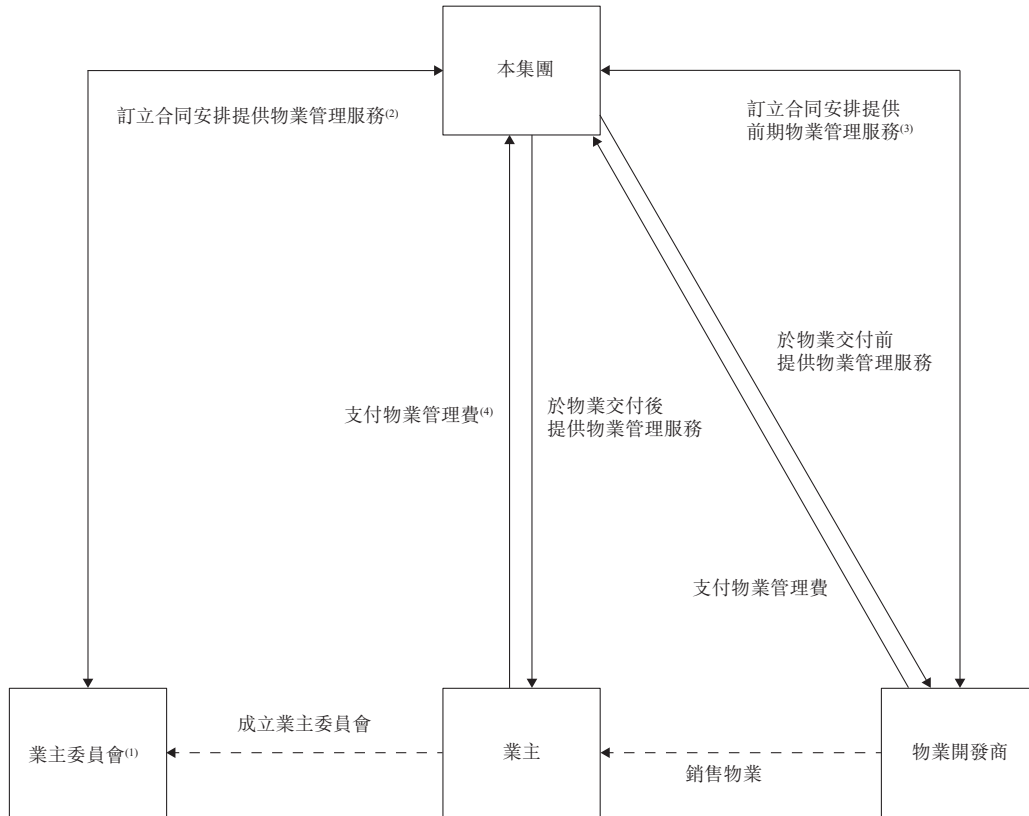 本集團
訂立合同安排提供物業管理服務(2)
訂立合同安排提供
前期物業管理服務(3)
於物業交付前
提供物業管理服務
支付物業管理費(4)
於物業交付後
提供物業管理服務
支付物業管理費
業主委員會(1)
成立業主委員會
業主
銷售物業
物業開發商